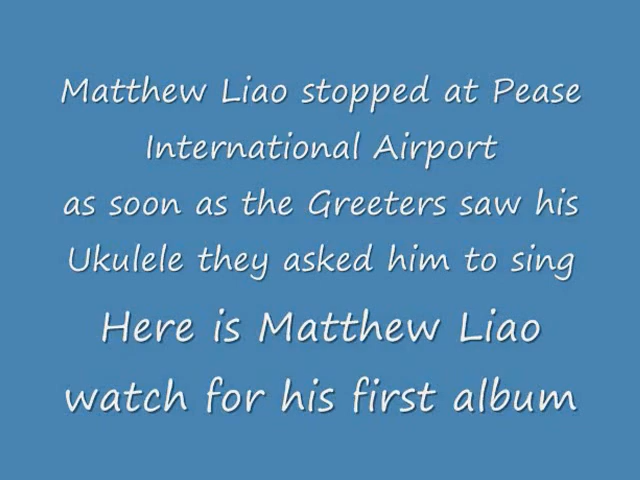 Matthew Liao stopped at Pease
International Airport
as soon as the Greeters saw his
Ukulele they asked him to sing
Here is Matthew Liao
watch for his first album